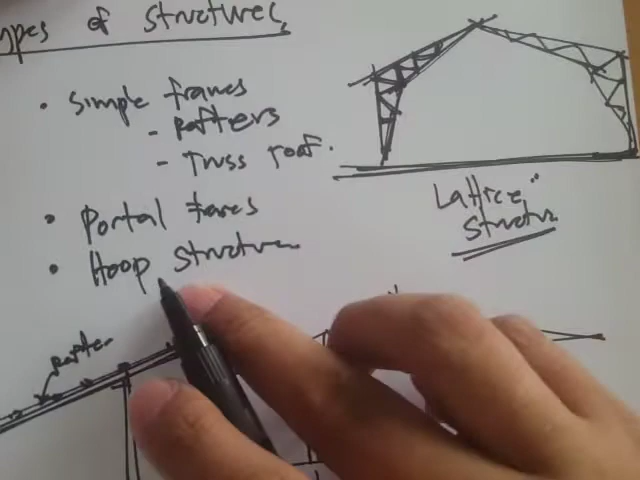 ypes of structures
• Simple frames
- Rafters
- Truss roof.
• Portal frames
• Hoop structure
Lattice
Structure
Rafter